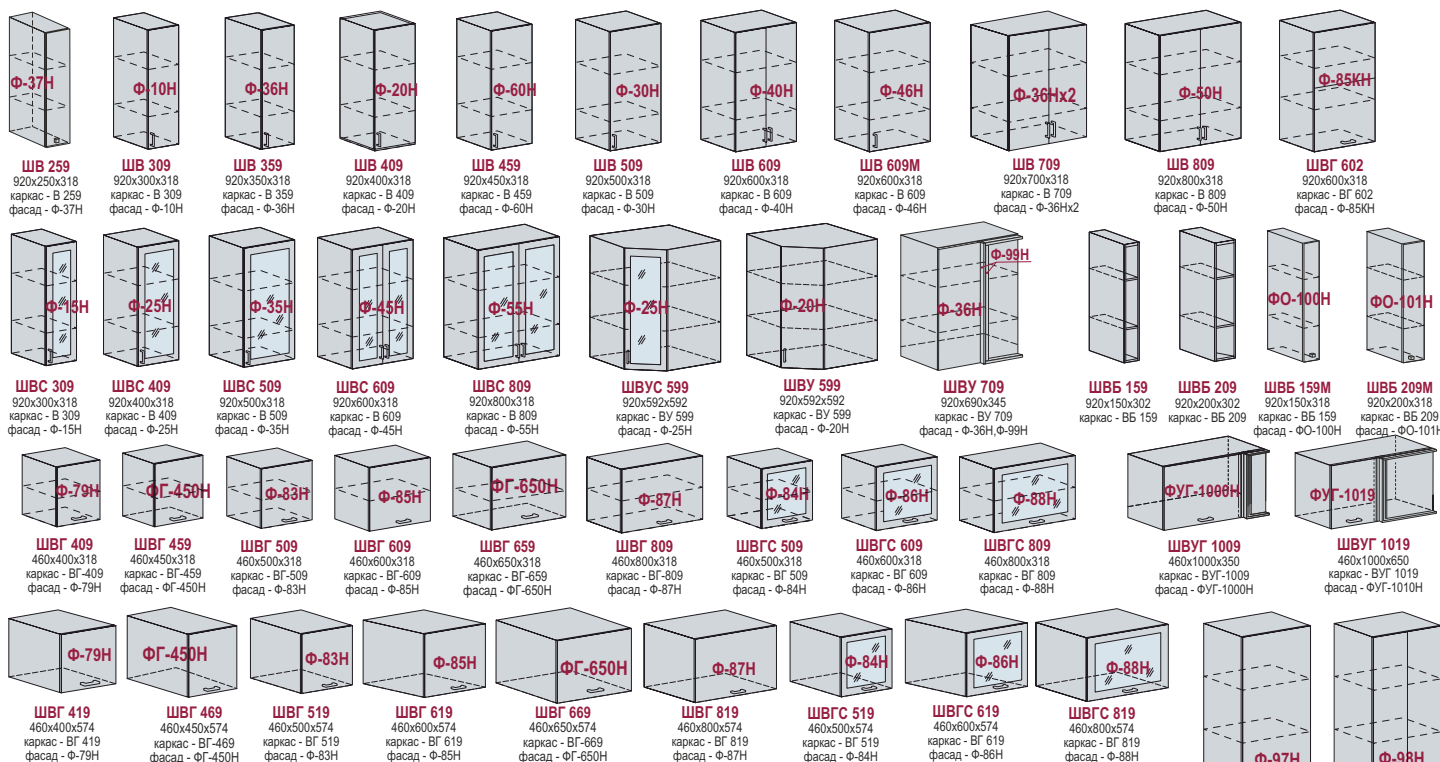 Ф-37Н
Ф-10Н
Ф-36Н
Ф-20Н
Ф-60Н
Ф-30Н
Ф-40Н
Ф-46Н
Ф-36Нх2
Ф-50Н
Ф-85КН
ШВ 259
920х250х318
каркас - В 259
фасад - Ф-37Н
ШВ 309
920х300х318
каркас - В 309
фасад - Ф-10Н
ШВ 359
920х350х318
каркас - В 359
фасад - Ф-36Н
ШВ 409
920х400х318
каркас - В 409
фасад - Ф-20Н
ШВ 459
920х450х318
каркас - В 459
фасад - Ф-60Н
ШВ 509
920х500х318
каркас - В 509
фасад - Ф-30Н
ШВ 609
920х600х318
каркас - В 609
фасад - Ф-40Н
ШВ 609М
920х600х318
каркас - В 609
фасад - Ф-46Н
ШВ 709
920х700х318
каркас - В 709
фасад - Ф-36Нх2
ШВ 809
920х800х318
каркас - В 809
фасад - Ф-50Н
ШВГ 602
920х600х318
каркас - ВГ 602
фасад - Ф-85КН
Ф-15Н
Ф-25Н
Ф-35Н
Ф-45Н
Ф-55Н
Ф-25Н
Ф-20Н
Ф-36Н
Ф-99Н
ФО-100Н
ФО-101Н
ШВС 309
920х300х318
каркас - В 309
фасад - Ф-15Н
ШВС 409
920х400х318
каркас - В 409
фасад - Ф-25Н
ШВС 509
920х500х318
каркас - В 509
фасад - Ф-35Н
ШВС 609
920х600х318
каркас - В 609
фасад - Ф-45Н
ШВС 809
920х800х318
каркас - В 809
фасад - Ф-55Н
ШВУС 599
920х592х592
каркас - ВУ 599
фасад - Ф-25Н
ШВУ 599
920х592х592
каркас - ВУ 599
фасад - Ф-20Н
ШВУ 709
920х690х345
каркас - ВУ 709
фасад - Ф-36Н,Ф-99Н
ШВБ 159
920х150х302
каркас - ВБ 159
ШВБ 209
920х200х302
каркас - ВБ 209
ШВБ 159М
920х150х318
каркас - ВБ 159
фасад - ФО-100Н
ШВБ 209М
920х200х318
каркас - ВБ 209
фасад - ФО-101Н
Ф-79Н
ФГ-450Н
Ф-83Н
Ф-85Н
ФГ-650Н
Ф-87Н
Ф-84Н
Ф-86Н
Ф-88Н
ФУГ-1000Н
ФУГ-1019
ШВГ 409
460х400х318
каркас - ВГ-409
фасад - Ф-79Н
ШВГ 459
460х450х318
каркас - ВГ-459
фасад - ФГ-450Н
ШВГ 509
460х500х318
каркас - ВГ-509
фасад - Ф-83Н
ШВГ 609
460х600х318
каркас - ВГ-609
фасад - Ф-85Н
ШВГ 659
460х650х318
каркас - ВГ-659
фасад - ФГ-650Н
ШВГ 809
460х800х318
каркас - ВГ-809
фасад - Ф-87Н
ШВГС 509
460х500х318
каркас - ВГ 509
фасад - Ф-84Н
ШВГС 609
460х600х318
каркас - ВГ 609
фасад - Ф-86Н
ШВГС 809
460х800х318
каркас - ВГ 809
фасад - Ф-88Н
ШВУГ 1009
460х1000х350
каркас - ВУГ-1009
фасад - ФУГ-1000Н
ШВУГ 1019
460х1000х650
каркас - ВУГ 1019
фасад - ФУГ-1010Н
Ф-79Н
ФГ-450Н
Ф-83Н
Ф-85Н
ФГ-650Н
Ф-87Н
Ф-84Н
Ф-86Н
Ф-88Н
ШВГ 419
460х400х574
каркас - ВГ 419
фасад - Ф-79Н
ШВГ 469
460х450х574
каркас - ВГ-469
фасад - ФГ-450Н
ШВГ 519
460х500х574
каркас - ВГ 519
фасад - Ф-83Н
ШВГ 619
460х600х574
каркас - ВГ 619
фасад - Ф-85Н
ШВГ 669
460х650х574
каркас - ВГ-669
фасад - ФГ-650Н
ШВГ 819
460х800х574
каркас - ВГ 819
фасад - Ф-87Н
ШВГС 519
460х500х574
каркас - ВГ 519
фасад - Ф-84Н
ШВГС 619
460х600х574
каркас - ВГ 619
фасад - Ф-86Н
ШВГС 819
460х800х574
каркас - ВГ 819
фасад - Ф-88Н
Ф-97Н
Ф-98Н